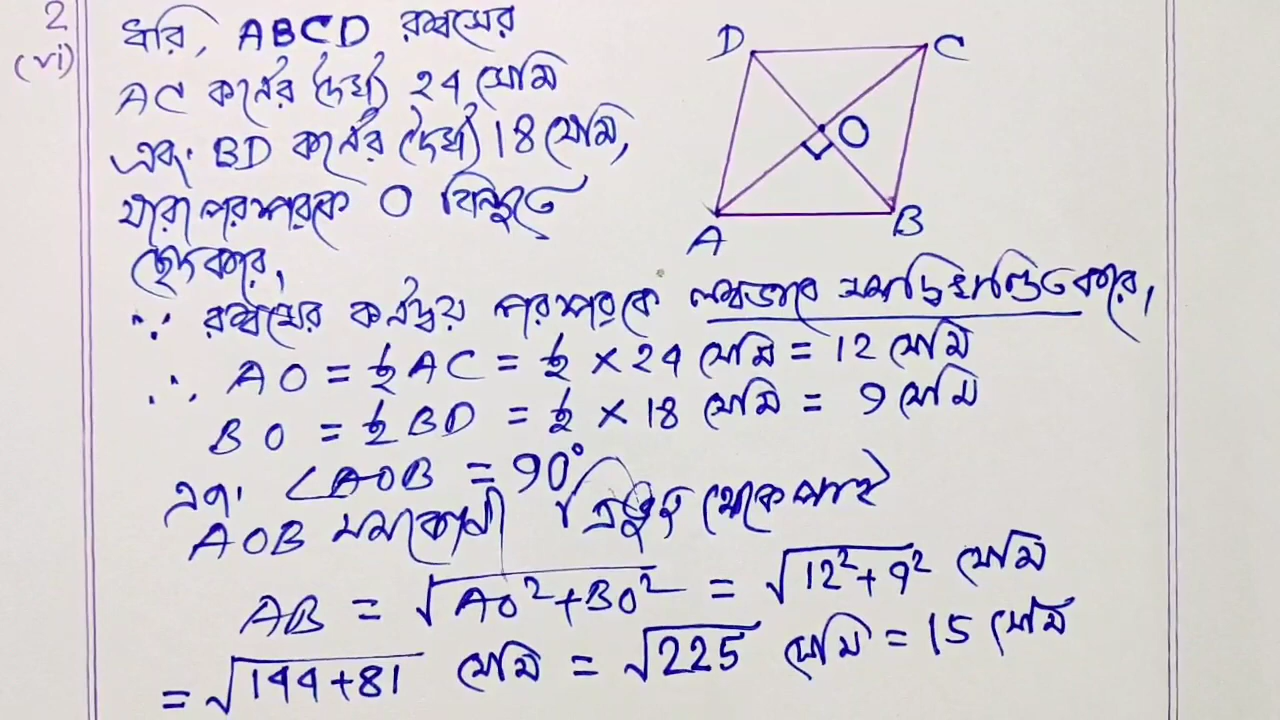 2
(vi)
ধরি, ABCD রম্বসের
AC কর্নের দৈর্ঘ্য 24 সেমি
এবং BD কর্নের দৈর্ঘ্য 18 সেমি,
যারা পরস্পরকে O বিন্দুতে
ছেদ করে,
D C
O
A B
∵ রম্বসের কর্নদ্বয় পরস্পরকে লম্বভাবে সমদ্বিখণ্ডিত করে,
∴ AO = ½ AC = ½ × 24 সেমি = 12 সেমি
BO = ½ BD = ½ × 18 সেমি = 9 সেমি
এবং ∠AOB = 90°
AOB সমকোনী ত্রিভুজ থেকে পাই
AB = √AO²+BO² = √12²+9² সেমি
= √144+81 সেমি = √225 সেমি = 15 সেমি